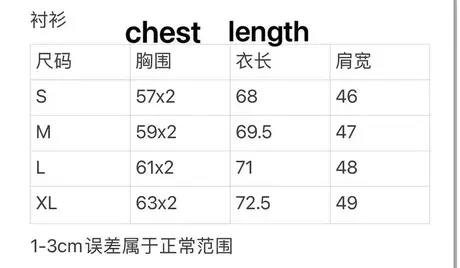 衬衫
chest length
尺码 胸围 衣长 肩宽
S 57x2 68 46
M 59x2 69.5 47
L 61x2 71 48
XL 63x2 72.5 49
1-3cm误差属于正常范围